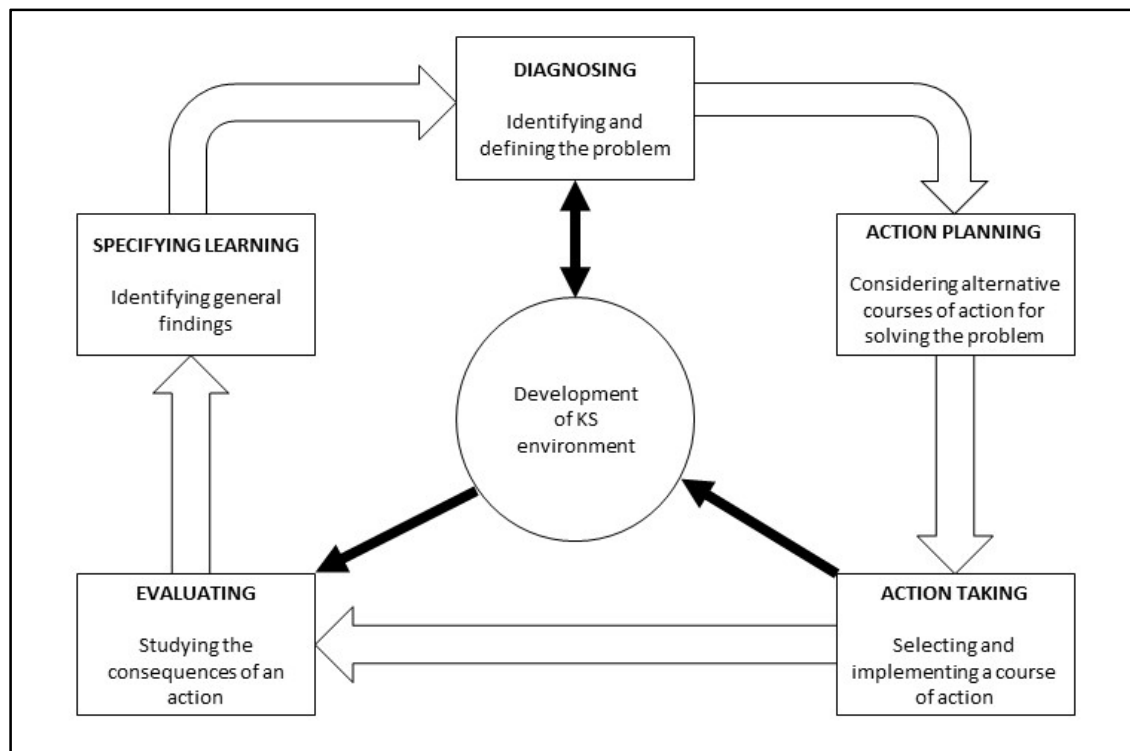 DIAGNOSING
Identifying and
defining the problem
ACTION PLANNING
Considering alternative
courses of action for
solving the problem
SPECIFYING LEARNING
Identifying general
findings
Development
of KS
environment
EVALUATING
Studying the
consequences of an
action
ACTION TAKING
Selecting and
implementing a course
of action